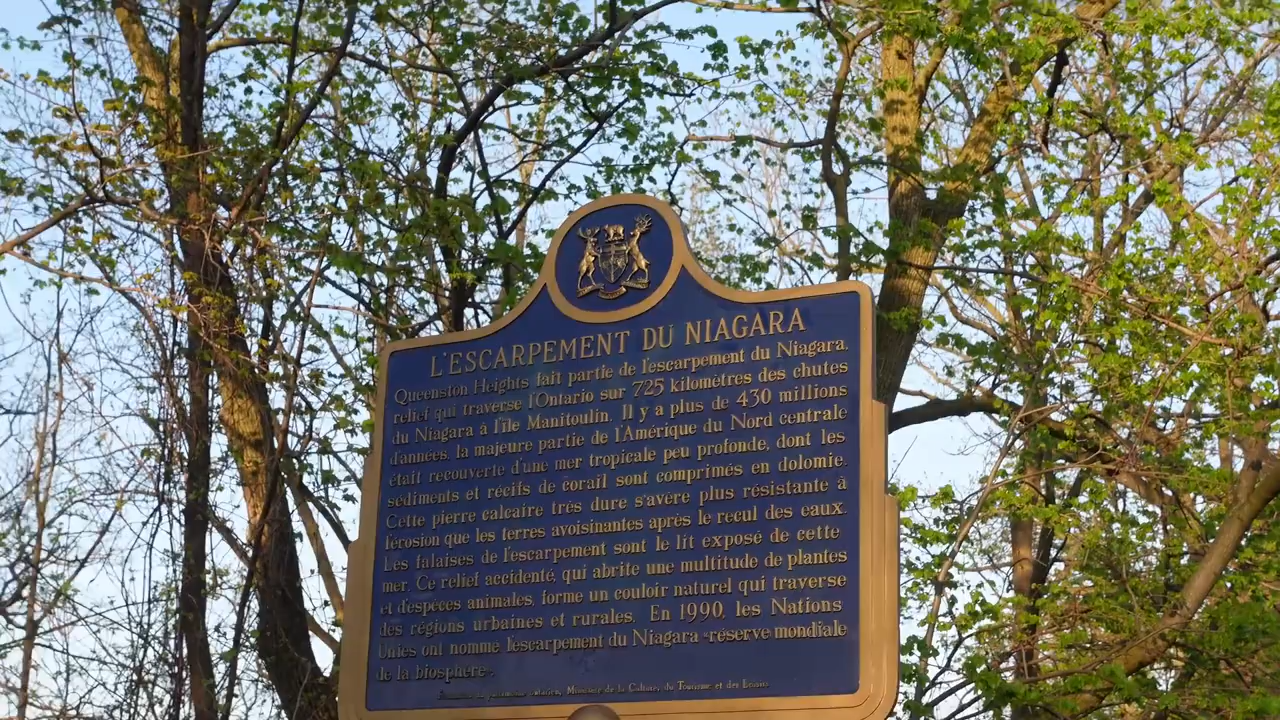 L'ESCARPEMENT DU NIAGARA
Queenston Heights fait partie de l'escarpement du Niagara,
relief qui traverse l'Ontario sur 725 kilomètres des chutes
du Niagara à l'île Manitoulin. Il y a plus de 430 millions
d'années, la majeure partie de l'Amérique du Nord centrale
était recouverte d'une mer tropicale peu profonde, dont les
sédiments et récifs de corail sont comprimés en dolomie.
Cette pierre calcaire très dure s'avère plus résistante à
l'érosion que les terres avoisinantes après le recul des eaux.
Les falaises de l'escarpement sont le lit exposé de cette
mer. Ce relief accidenté, qui abrite une multitude de plantes
et d'espèces animales, forme un couloir naturel qui traverse
des régions urbaines et rurales. En 1990, les Nations
Unies ont nommé l'escarpement du Niagara «réserve mondiale
de la biosphère».
Ministère de la Culture, du Tourisme et des Loisirs